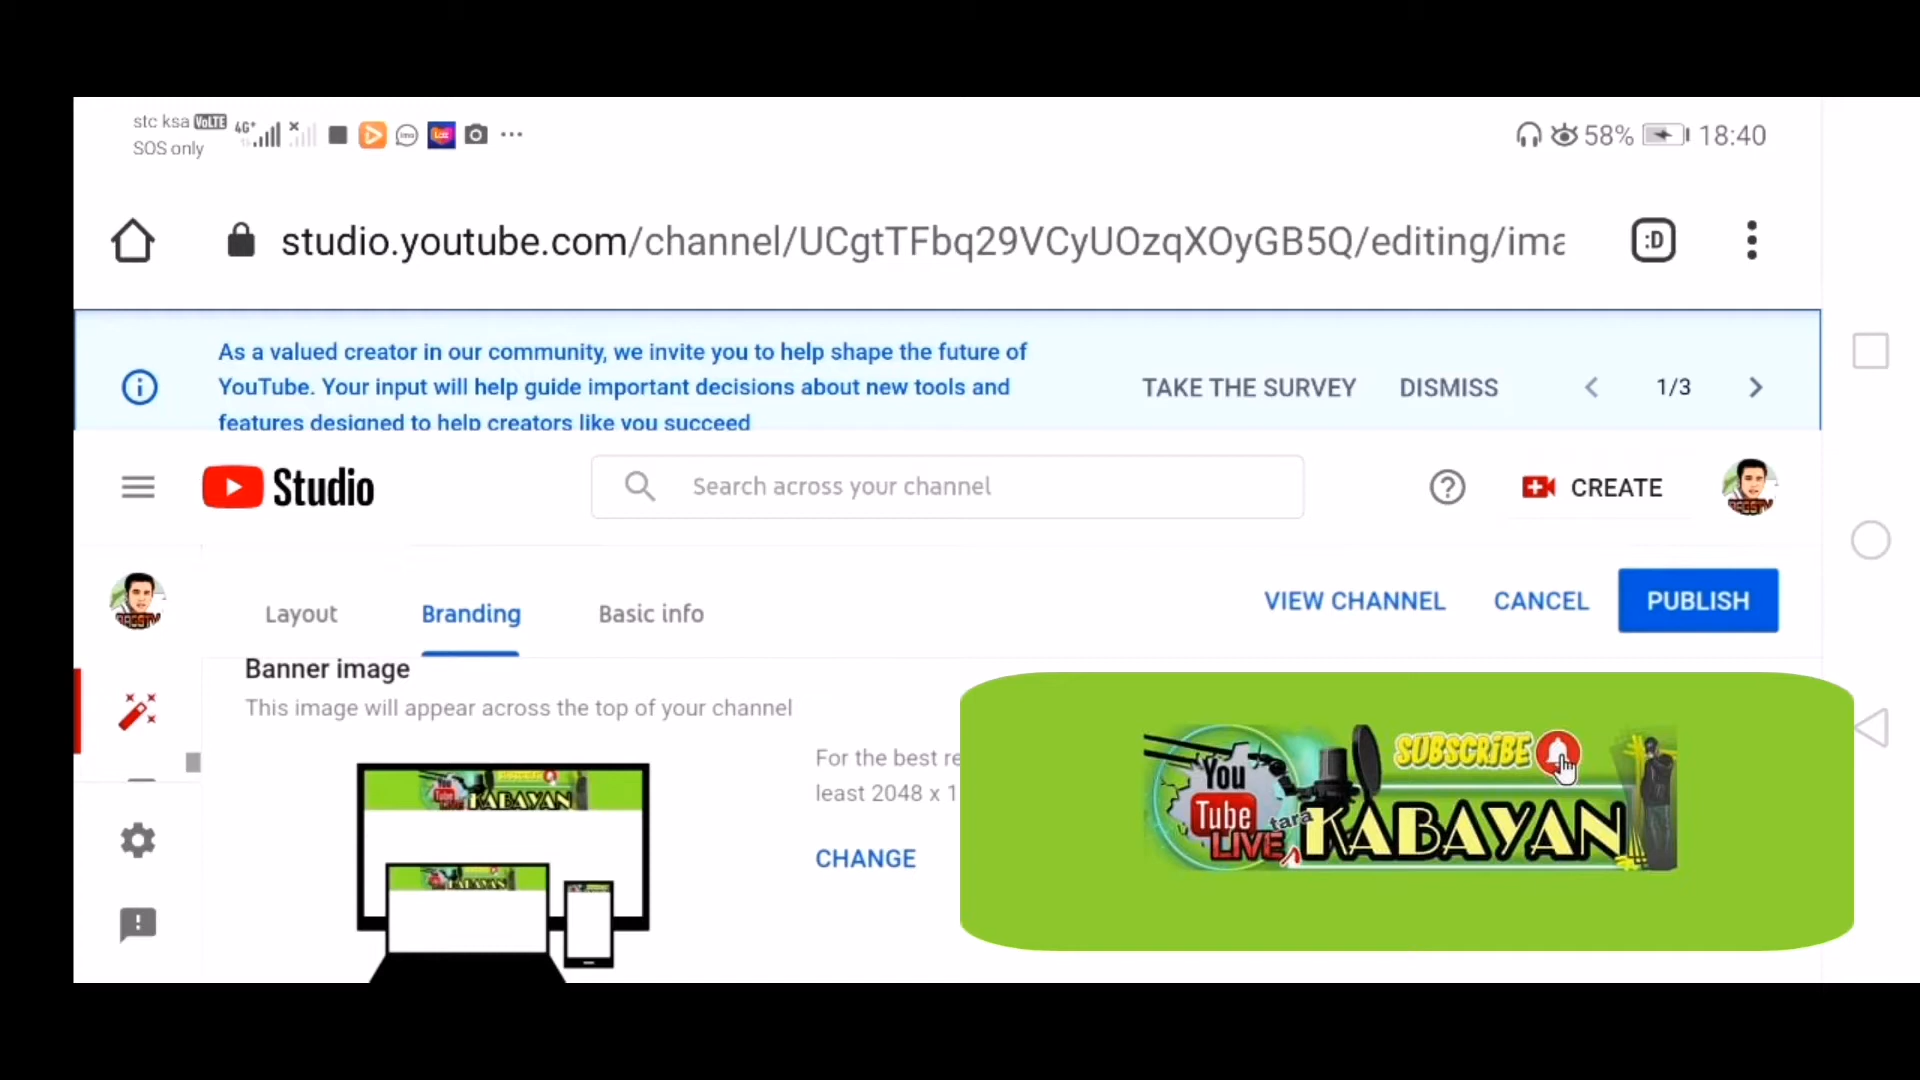 stc ksa VoLTE
SOS only
4G+
58%
18:40
studio.youtube.com/channel/UCgtTFbq29VCyUOzqXOyGB5Q/editing/ima
:D
As a valued creator in our community, we invite you to help shape the future of
YouTube. Your input will help guide important decisions about new tools and
features designed to help creators like you succeed
TAKE THE SURVEY
DISMISS
1/3
Studio
Search across your channel
CREATE
Layout
Branding
Basic info
VIEW CHANNEL
CANCEL
PUBLISH
Banner image
This image will appear across the top of your channel
For the best re
least 2048 x 1
CHANGE
SUBSCRIBE
You
Tube
LIVE
tara
KABAYAN
KABAYAN
KABAYAN